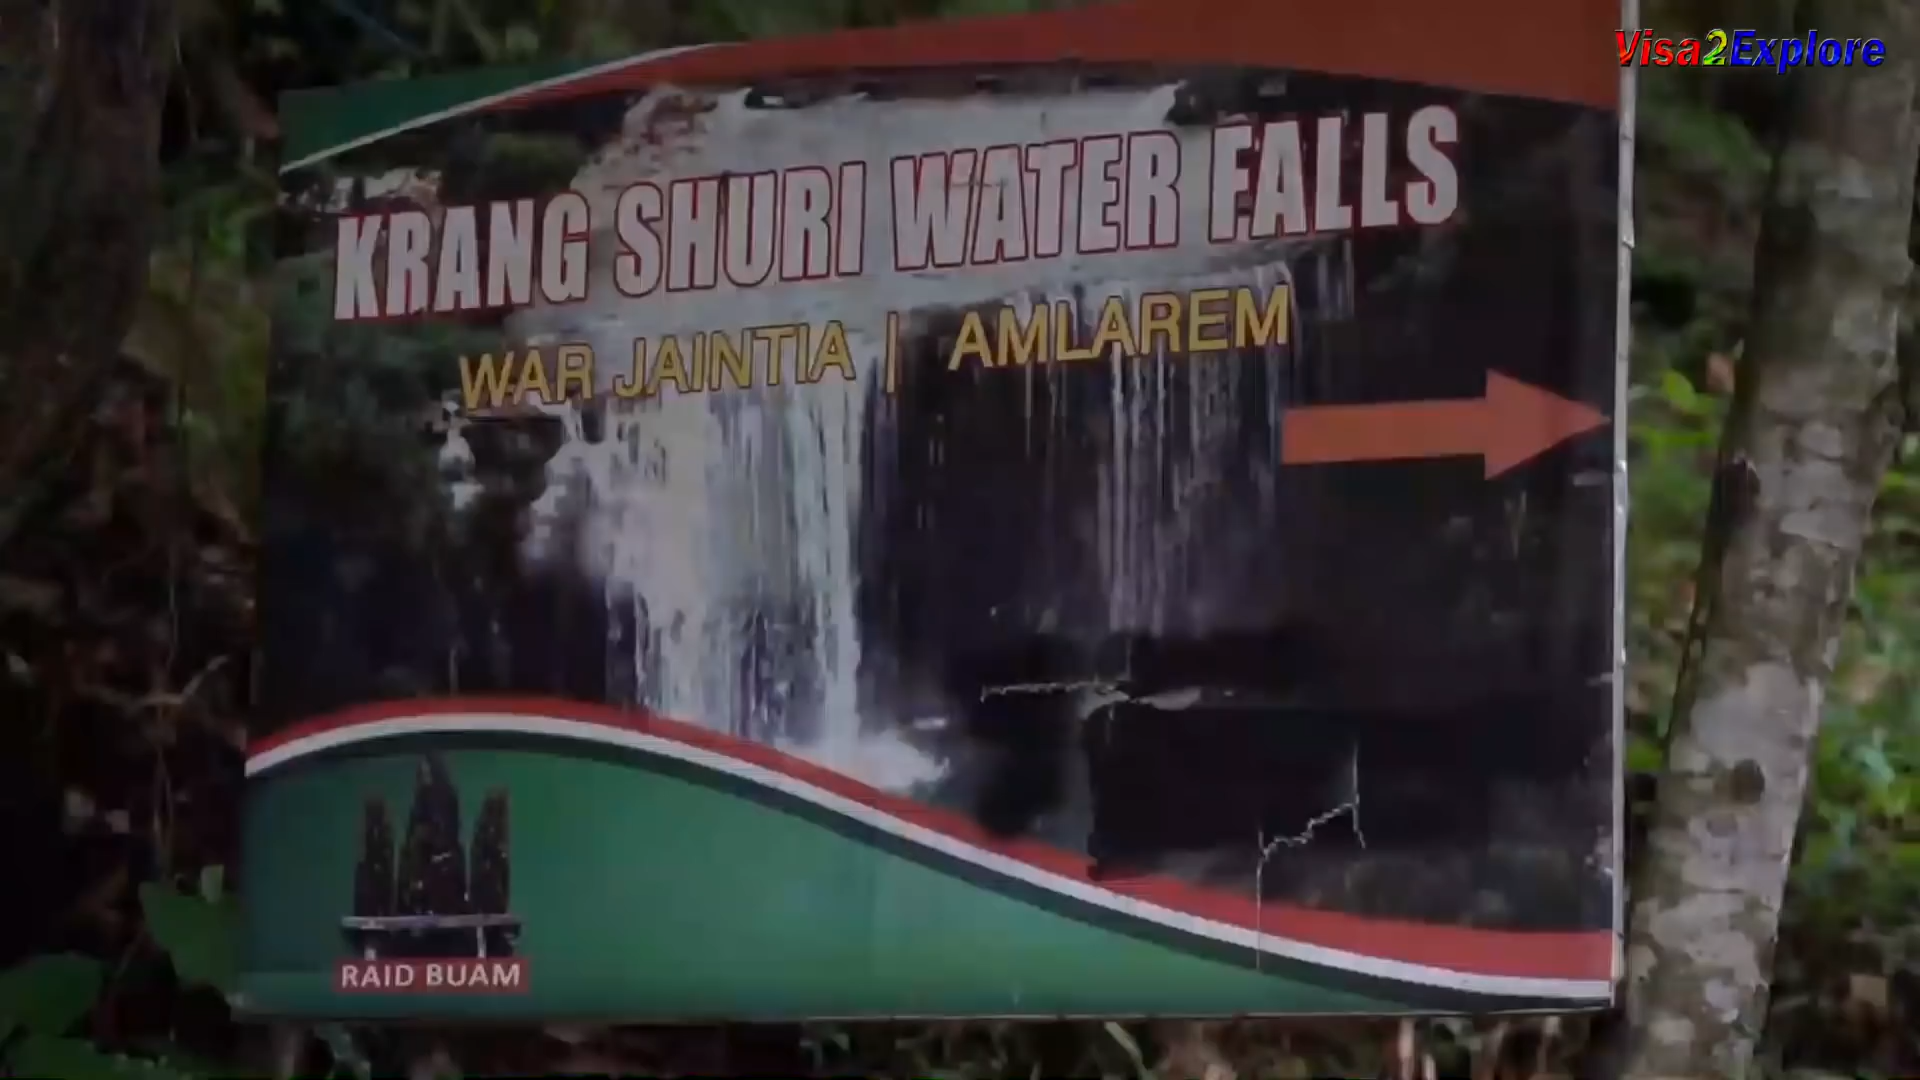 Visa2Explore
KRANG SHURI WATER FALLS
WAR JAINTIA | AMLAREM
RAID BUAM